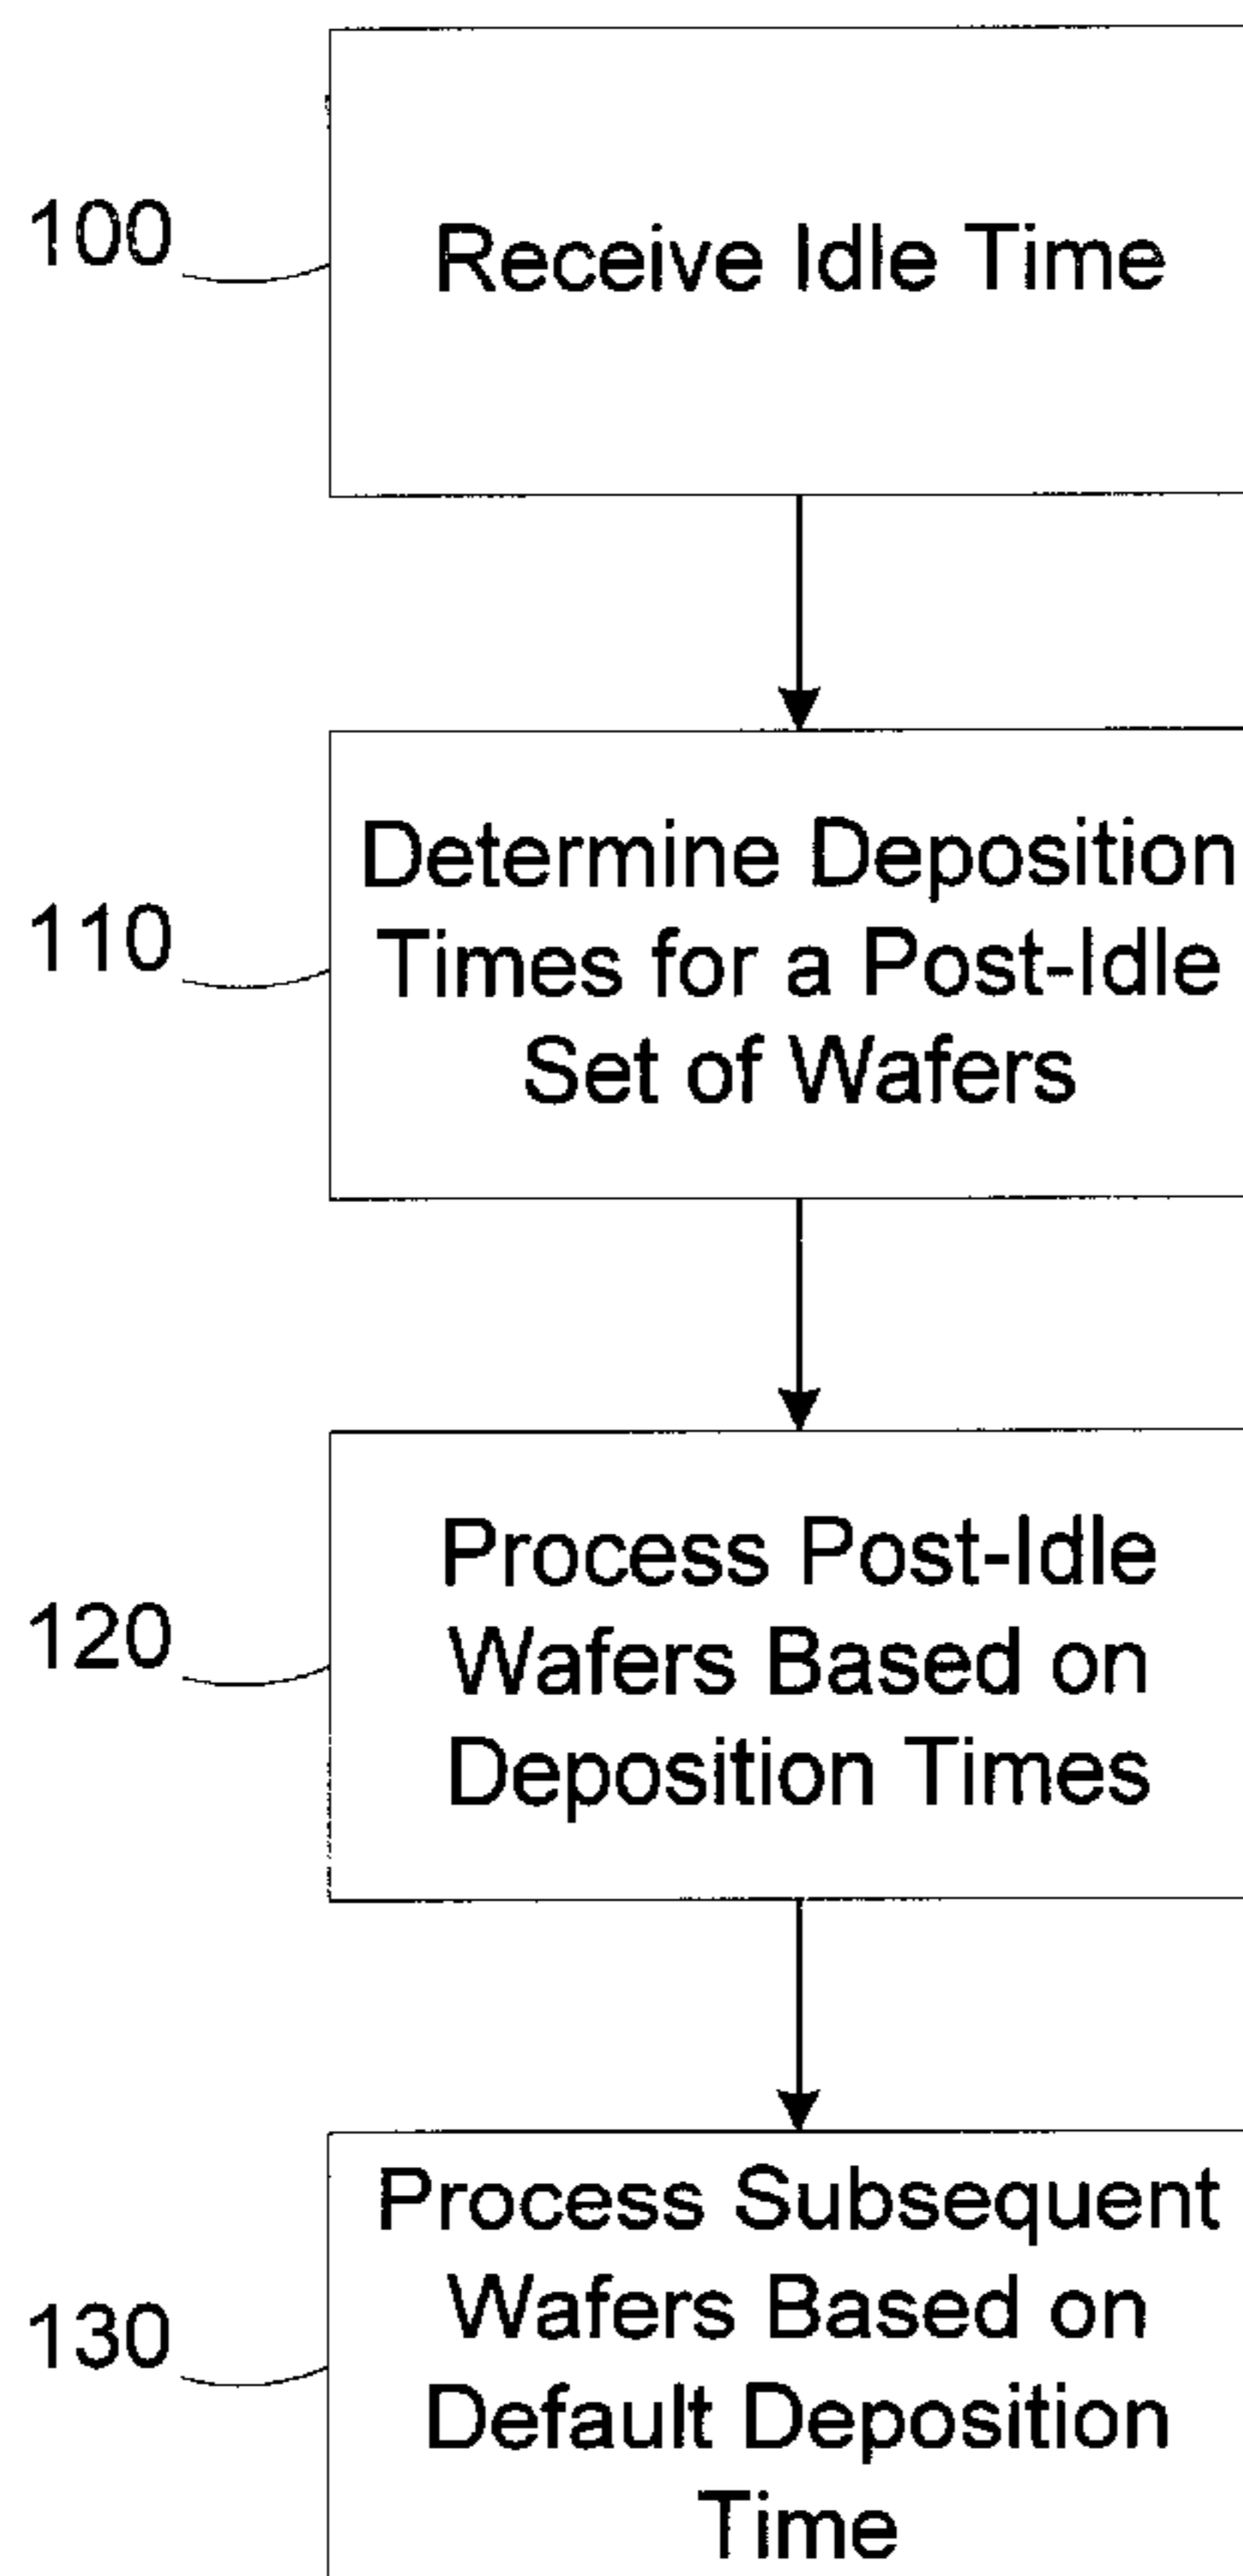 100
Receive Idle Time
110
Determine Deposition
Times for a Post-Idle
Set of Wafers
120
Process Post-Idle
Wafers Based on
Deposition Times
130
Process Subsequent
Wafers Based on
Default Deposition
Time